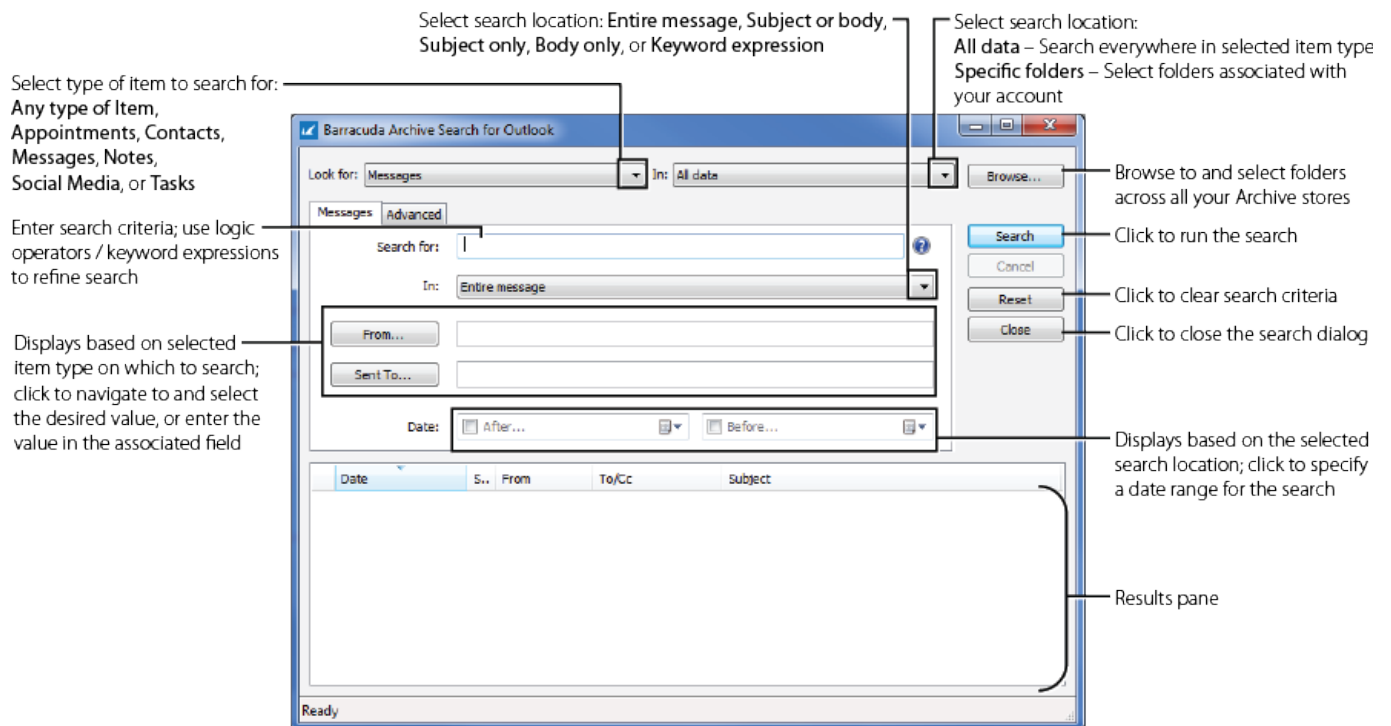 Select search location: Entire message, Subject or body,
Subject only, Body only, or Keyword expression
Select search location:
All data – Search everywhere in selected item type
Specific folders – Select folders associated with
your account
Select type of item to search for:
Any type of Item,
Appointments, Contacts,
Messages, Notes,
Social Media, or Tasks
Enter search criteria; use logic
operators / keyword expressions
to refine search
Displays based on selected
item type on which to search;
click to navigate to and select
the desired value, or enter the
value in the associated field
Barracuda Archive Search for Outlook
Look for: Messages In: All data Browse...
Messages Advanced
Search for: Search
Cancel
In: Entire message
Reset
From... Close
Sent To...
Date: After... Before...
Date S.. From To/Cc Subject
Ready
Browse to and select folders
across all your Archive stores
Click to run the search
Click to clear search criteria
Click to close the search dialog
Displays based on the selected
search location; click to specify
a date range for the search
Results pane